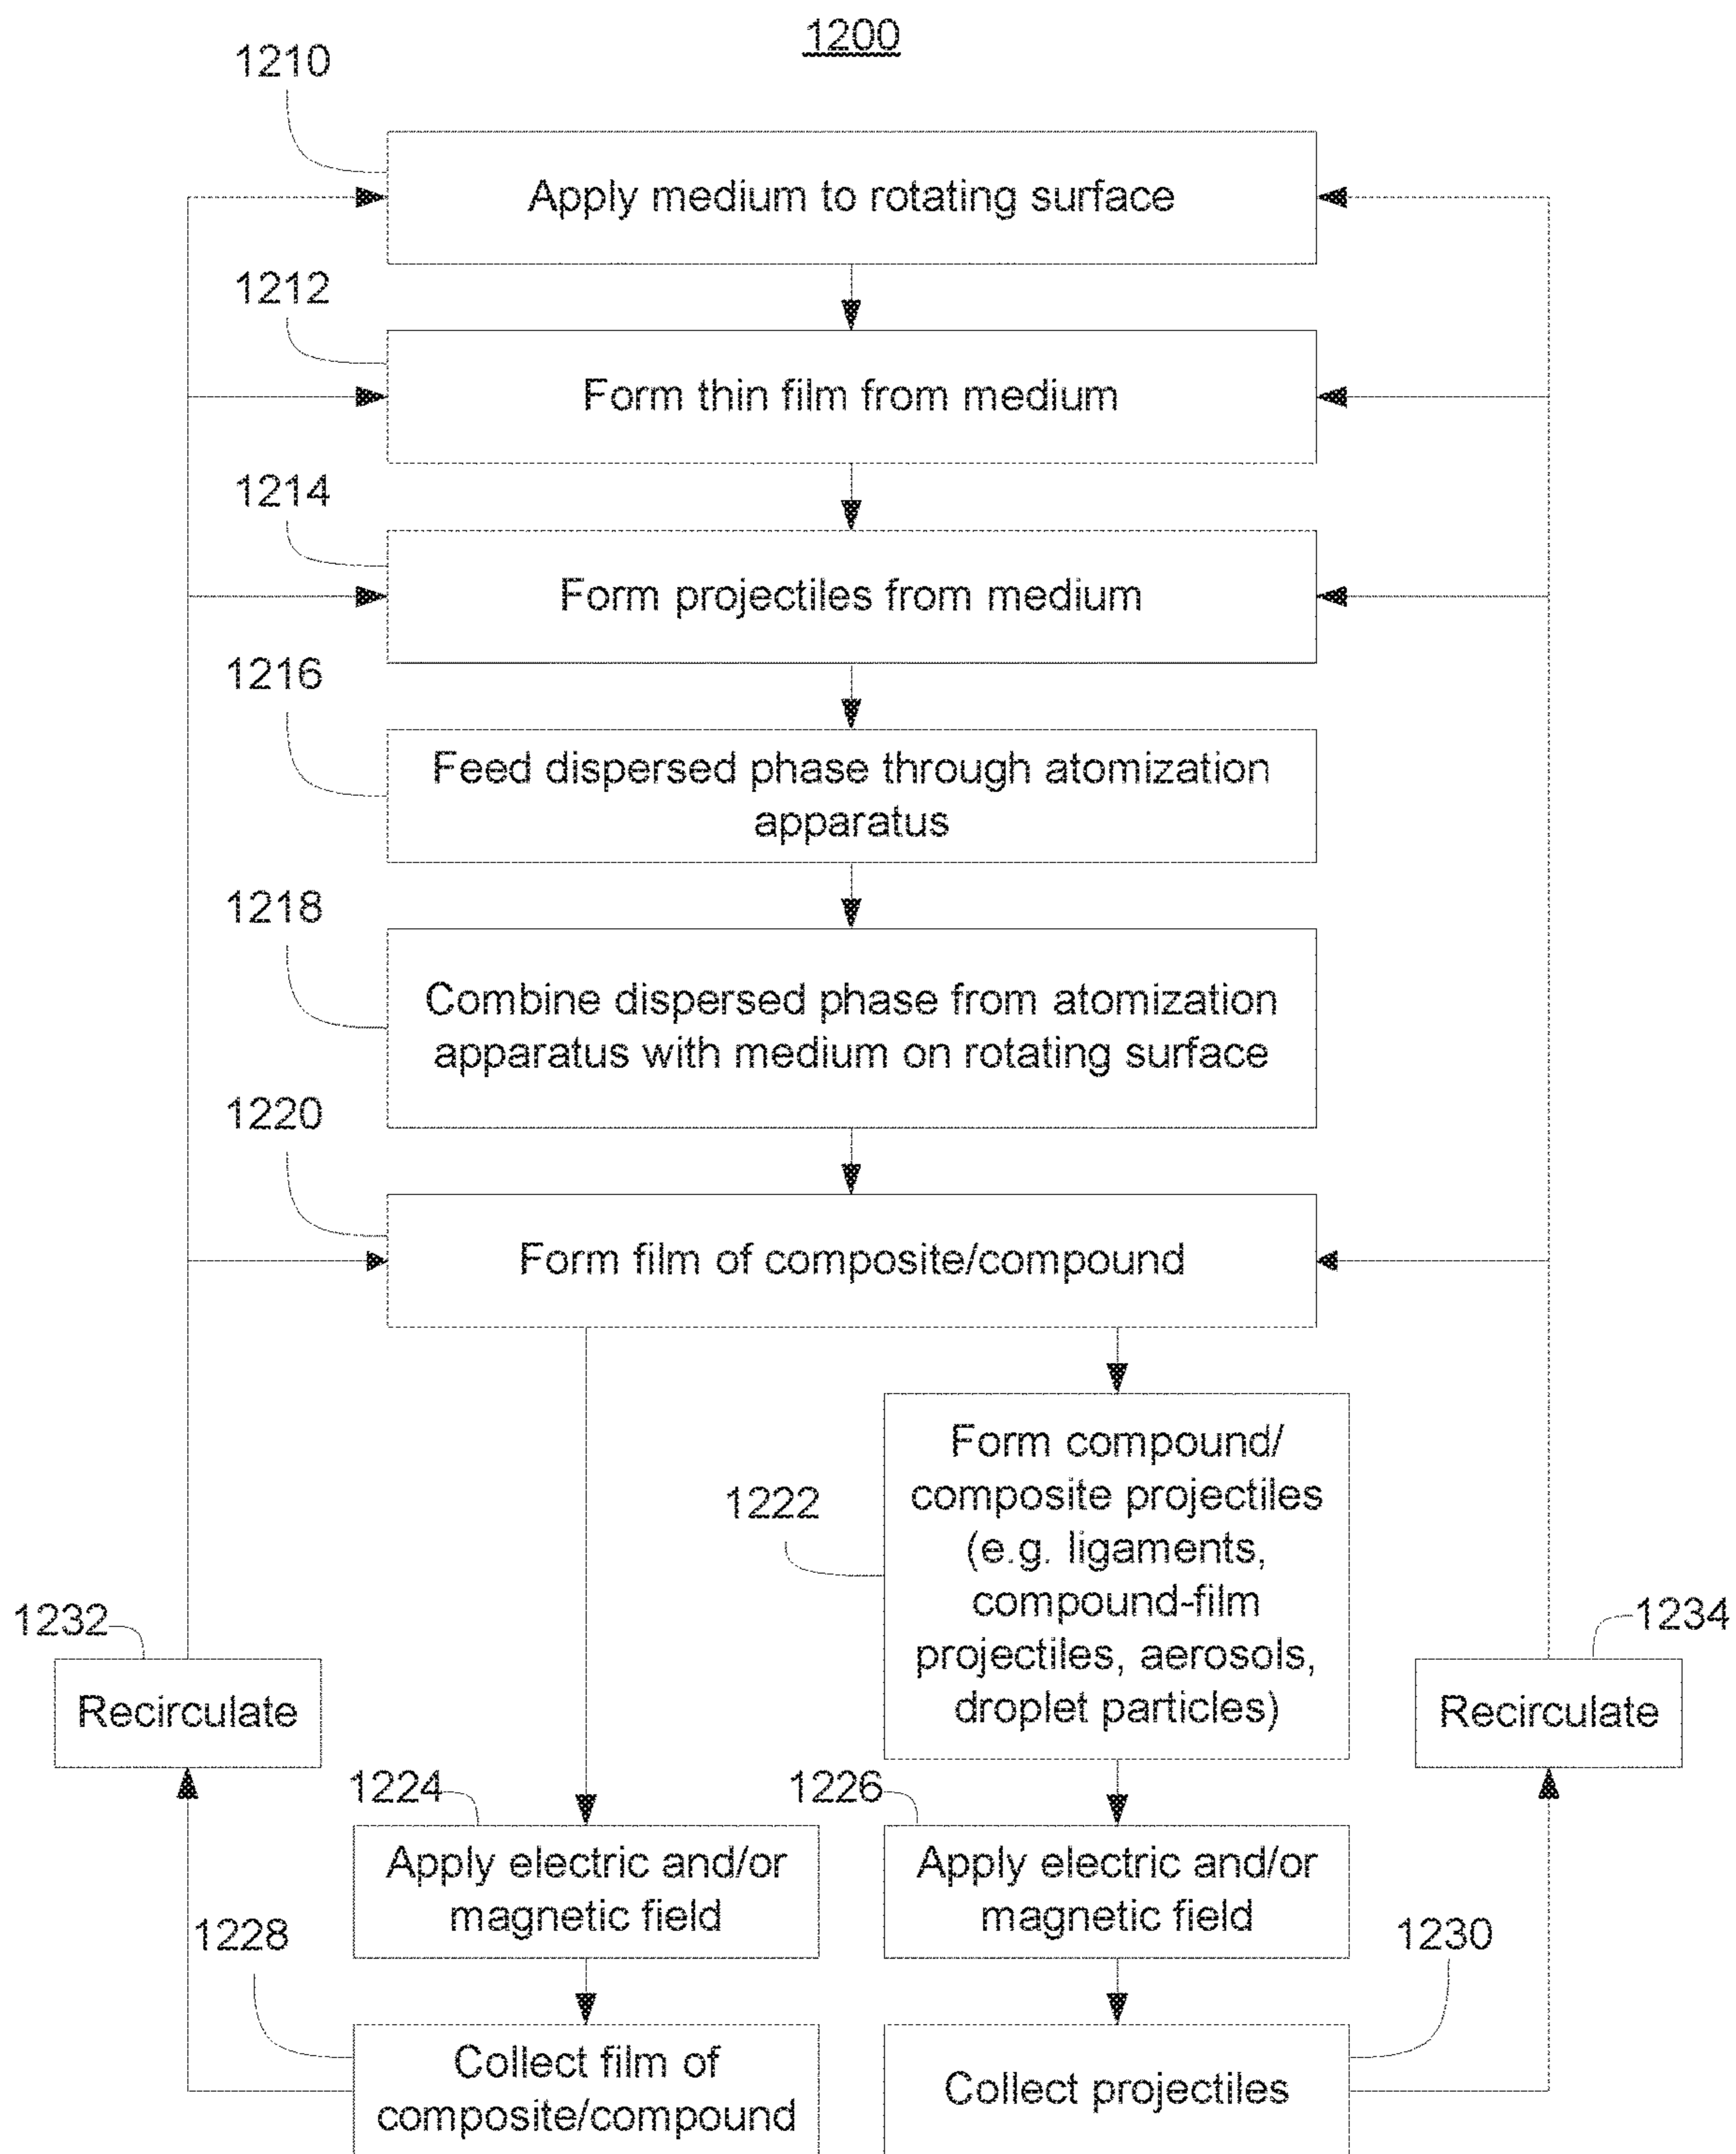 1200
1210
Apply medium to rotating surface
1212
Form thin film from medium
1214
Form projectiles from medium
1216
Feed dispersed phase through atomization
apparatus
1218
Combine dispersed phase from atomization
apparatus with medium on rotating surface
1220
Form film of composite/compound
1222
Form compound/
composite projectiles
(e.g. ligaments,
compound-film
projectiles, aerosols,
droplet particles)
1232
Recirculate
1234
Recirculate
1224
Apply electric and/or
magnetic field
1226
Apply electric and/or
magnetic field
1228
Collect film of
composite/compound
1230
Collect projectiles